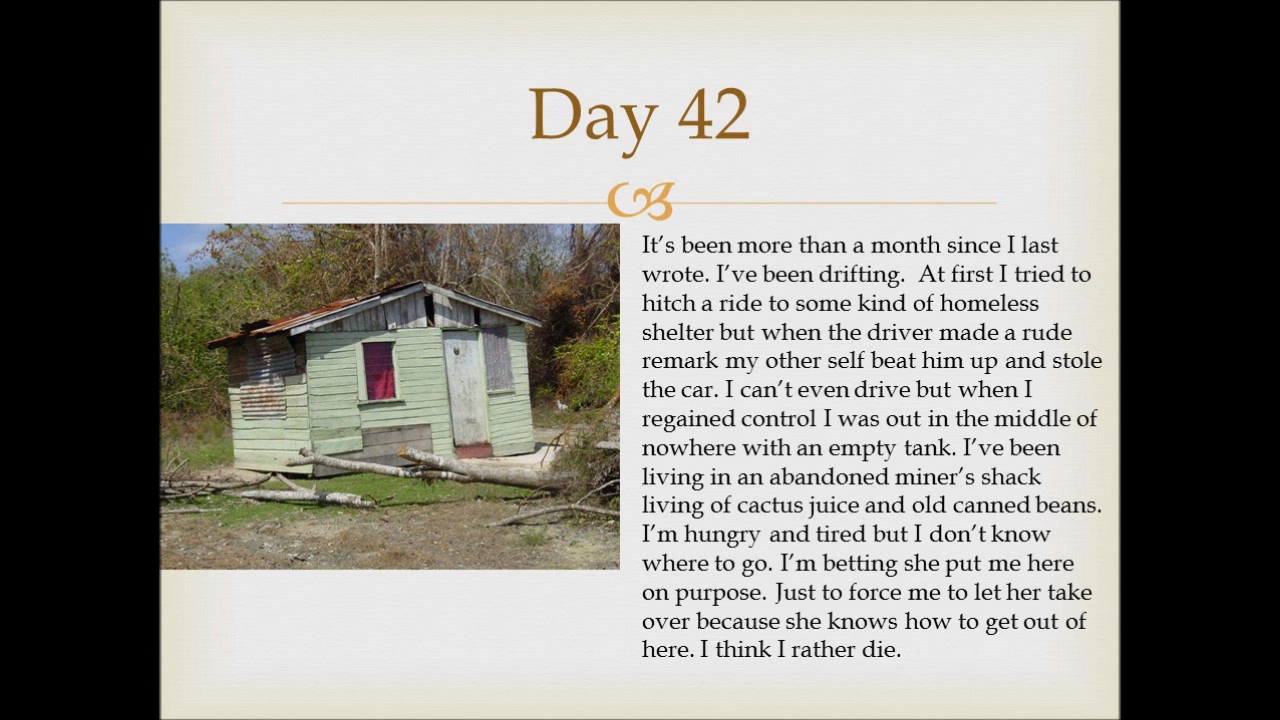 Day 42
It’s been more than a month since I last
wrote. I’ve been drifting.  At first I tried to
hitch a ride to some kind of homeless
shelter but when the driver made a rude
remark my other self beat him up and stole
the car. I can’t even drive but when I
regained control I was out in the middle of
nowhere with an empty tank. I’ve been
living in an abandoned miner’s shack
living of cactus juice and old canned beans.
I’m hungry and tired but I don’t know
where to go. I’m betting she put me here
on purpose. Just to force me to let her take
over because she knows how to get out of
here. I think I rather die.